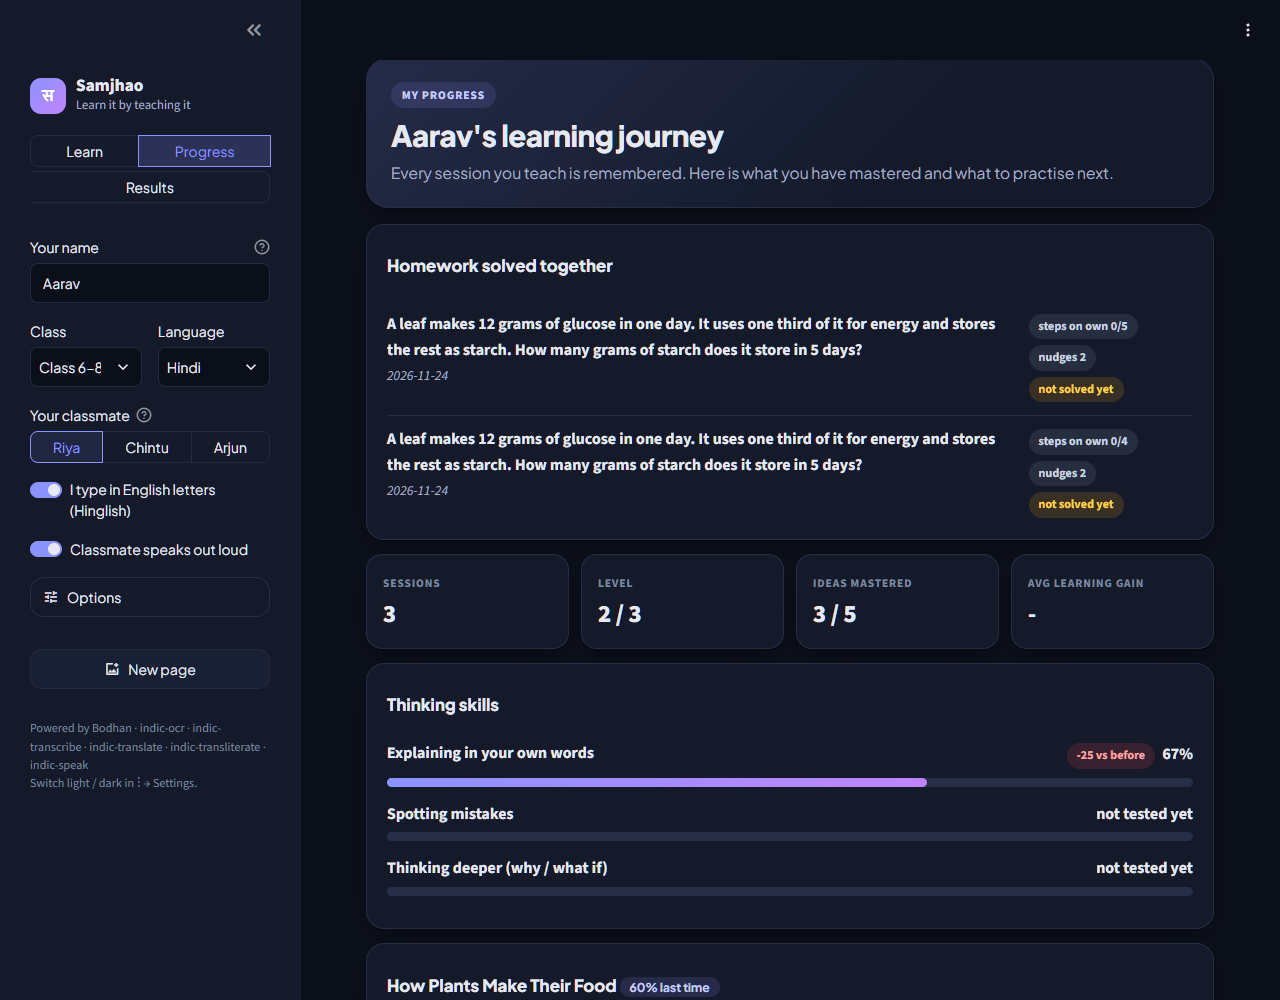 स
Samjhao
Learn it by teaching it
Learn
Progress
Results
Your name
Aarav
Class
Language
Class 6–8
Hindi
Your classmate
Riya
Chintu
Arjun
I type in English letters
(Hinglish)
Classmate speaks out loud
Options
New page
Powered by Bodhan · indic-ocr · indic-
transcribe · indic-translate · indic-transliterate ·
indic-speak
Switch light / dark in ⋮ → Settings.
MY PROGRESS
Aarav's learning journey
Every session you teach is remembered. Here is what you have mastered and what to practise next.
Homework solved together
A leaf makes 12 grams of glucose in one day. It uses one third of it for energy and stores
the rest as starch. How many grams of starch does it store in 5 days?
2026-11-24
steps on own 0/5
nudges 2
not solved yet
A leaf makes 12 grams of glucose in one day. It uses one third of it for energy and stores
the rest as starch. How many grams of starch does it store in 5 days?
2026-11-24
steps on own 0/4
nudges 2
not solved yet
SESSIONS
3
LEVEL
2 / 3
IDEAS MASTERED
3 / 5
AVG LEARNING GAIN
-
Thinking skills
Explaining in your own words
-25 vs before
67%
Spotting mistakes
not tested yet
Thinking deeper (why / what if)
not tested yet
How Plants Make Their Food
60% last time